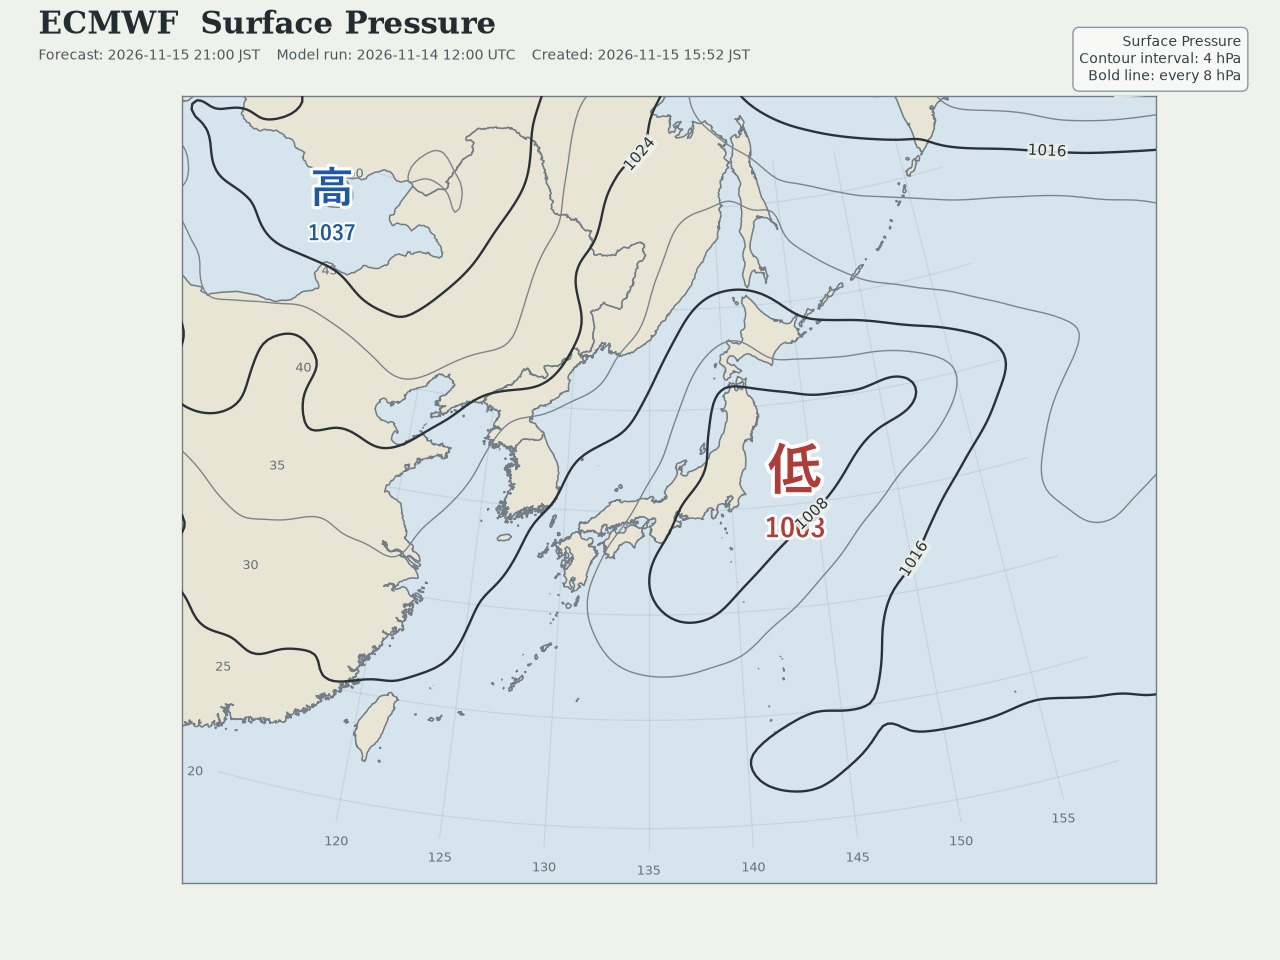 ECMWF  Surface Pressure
Forecast: 2026-11-15 21:00 JST    Model run: 2026-11-14 12:00 UTC    Created: 2026-11-15 15:52 JST
Surface Pressure
Contour interval: 4 hPa
Bold line: every 8 hPa
1016
1024
高
1037
45
40
35
低
1008
1003
1016
30
25
20
120
125
130
135
140
145
150
155